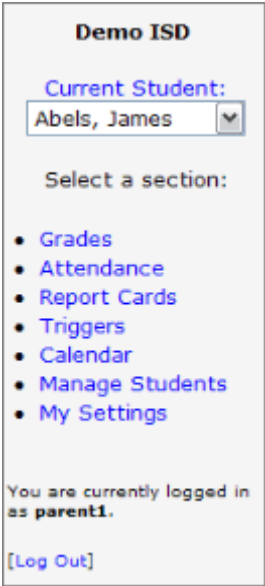 Demo ISD
Current Student:
Abels, James
Select a section:
• Grades
• Attendance
• Report Cards
• Triggers
• Calendar
• Manage Students
• My Settings
You are currently logged in
as parent1.
[Log Out]